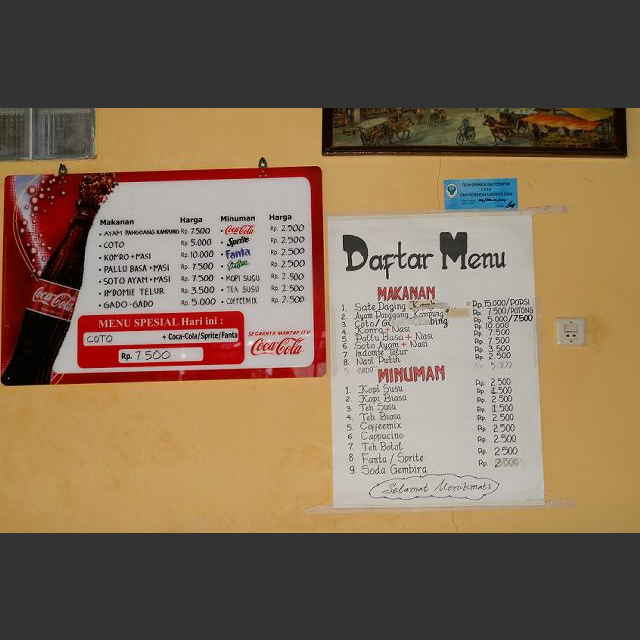 Makanan Harga Minuman Harga
• AYAM PANGGANG KAMPUNG Rp. 7.500 Coca-Cola Rp. 2.500
• COTO Rp. 5.000 Sprite Rp. 2.500
• KONRO + NASI Rp. 10.000 Fanta Rp. 2.500
• PALLU BASA + NASI Rp. 7.500 Rp. 2.500
• SOTO AYAM + NASI Rp. 7.500 • KOPI SUSU Rp. 2.500
• INDOMIE TELUR Rp. 3.500 • TEH SUSU Rp. 2.500
• GADO-GADO Rp. 5.000 • COFFEEMIX Rp. 2.500
MENU SPESIAL Hari ini :
COTO + Coca-Cola/Sprite/Fanta
Rp. 7.500
SEGARNYA MANTAP ITU
Coca-Cola
Coca-Cola
Daftar Menu
MAKANAN
1. Sate Daging Rp 15.000/PORSI
2. Ayam Panggang Kampung Rp 7.500/POTONG
3. Coto/ bing Rp 5.000/7500
4. Konro + Nasi Rp. 10.000
5. Pallu Basa + Nasi Rp. 7.500
6. Soto Ayam + Nasi Rp. 7.500
7. Indomie Telur Rp. 3.500
8. Nasi Putih Rp. 2.500
MINUMAN
1. Kopi Susu Rp. 2.500
2. Kopi Biasa Rp. 1.500
3. Teh Susu Rp. 2.500
4. Teh Biasa Rp. 1.500
5. Coffeemix Rp. 2.500
6. Cappucino Rp. 2.500
7. Teh Botol Rp. 2.500
8 Fanta / Sprite Rp. 2.500
9 Soda Gembira Rp.
Selamat Menikmati